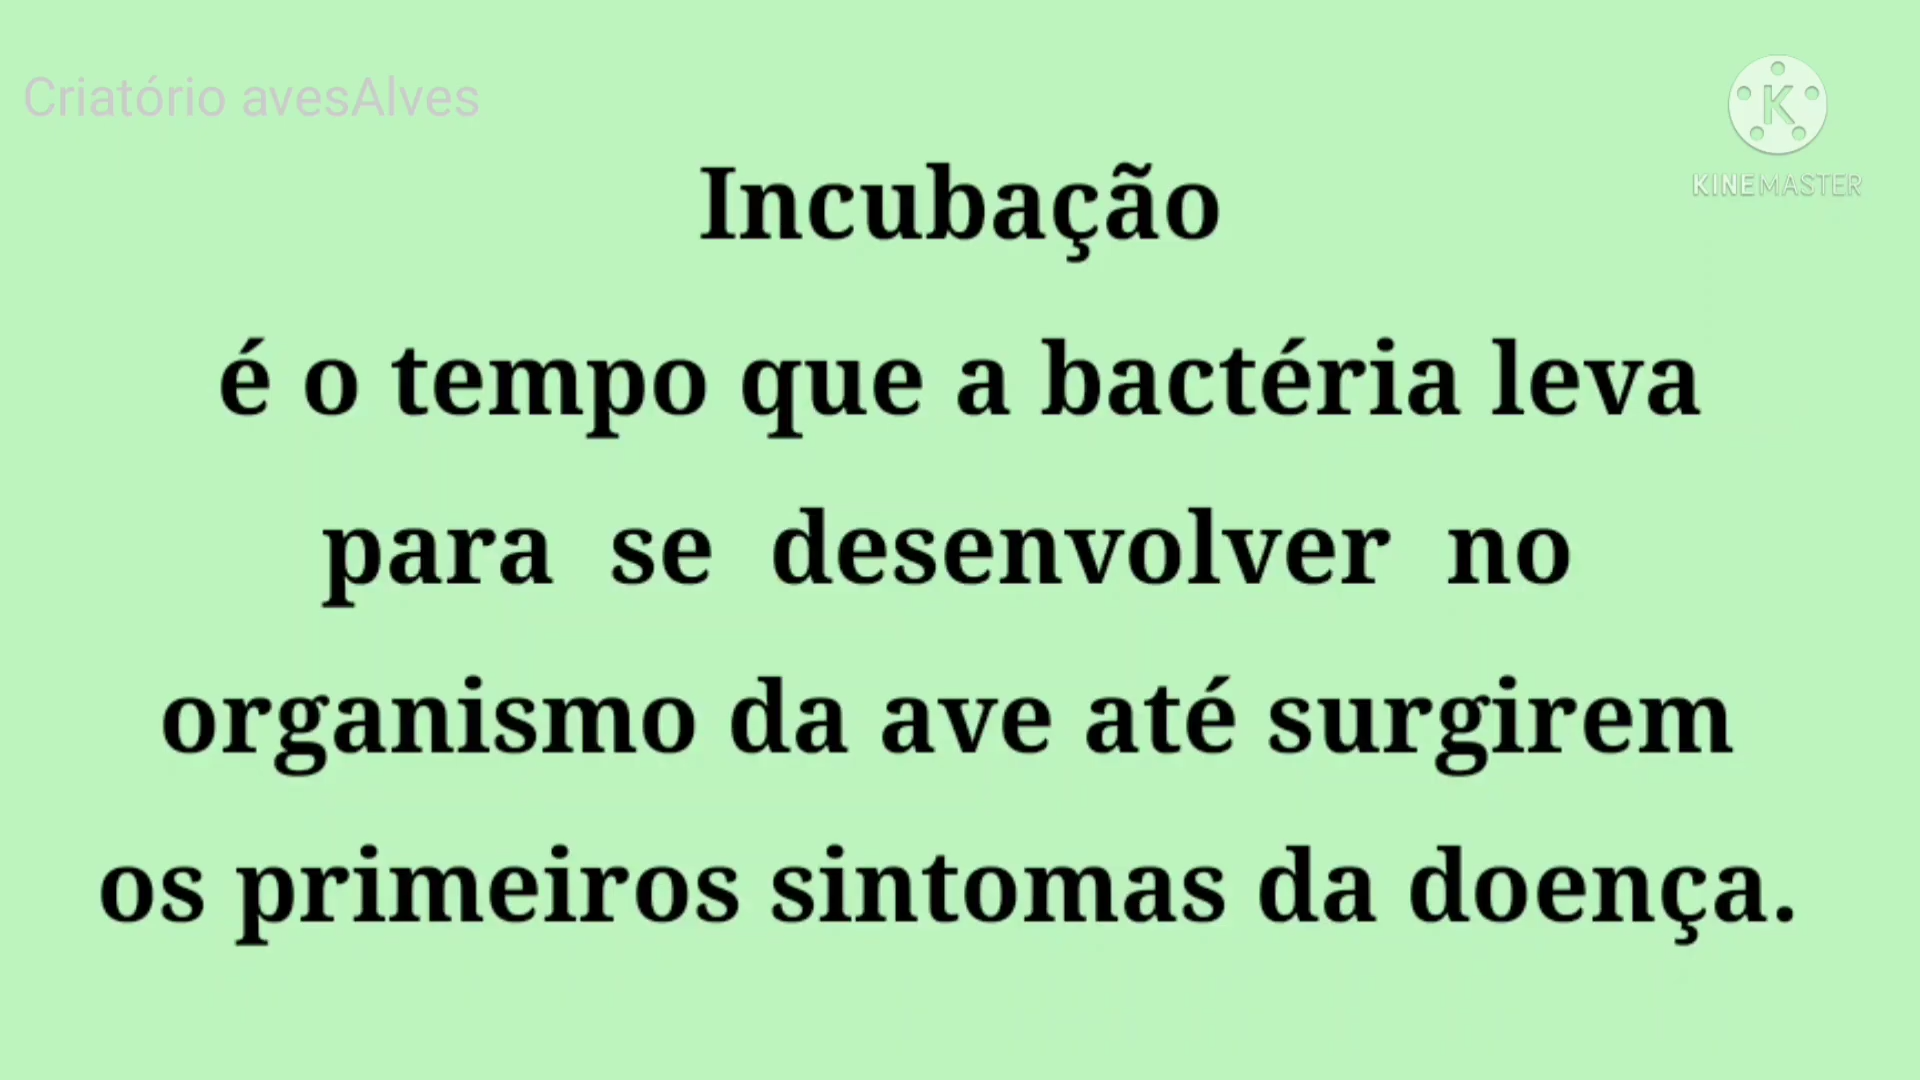 Criatório avesAlves
KINEMASTER
Incubação
é o tempo que a bactéria leva
para se desenvolver no
organismo da ave até surgirem
os primeiros sintomas da doença.